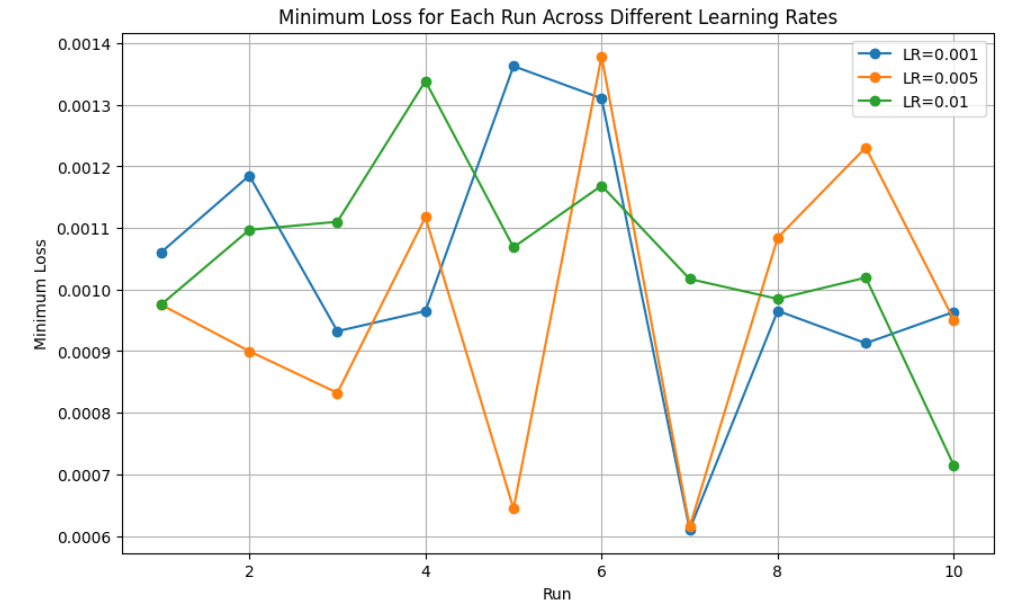 Minimum Loss for Each Run Across Different Learning Rates
LR=0.001
LR=0.005
LR=0.01
Minimum Loss
0.0014
0.0013
0.0012
0.0011
0.0010
0.0009
0.0008
0.0007
0.0006
2 4 6 8 10
Run